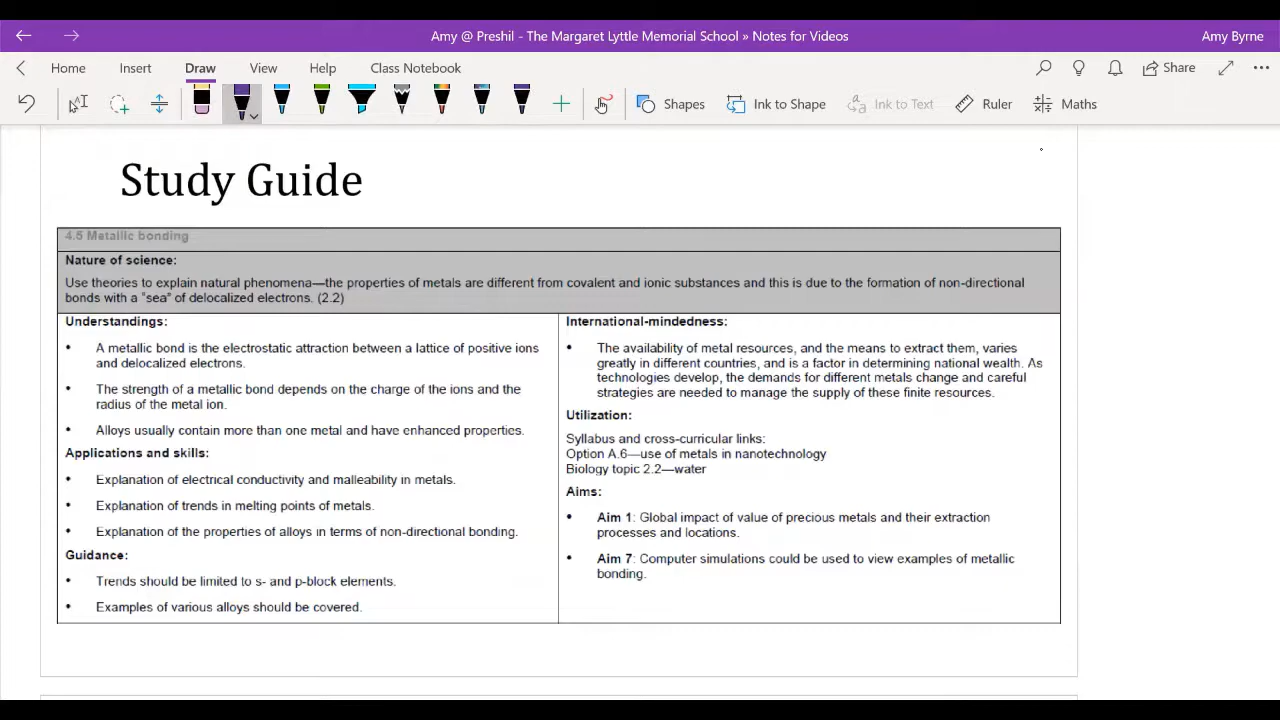 Amy @ Preshil - The Margaret Lyttle Memorial School » Notes for Videos
Amy Byrne
Home Insert Draw View Help Class Notebook
Share
Shapes Ink to Shape Ink to Text Ruler Maths
Study Guide
4.5 Metallic bonding
Nature of science:
Use theories to explain natural phenomena—the properties of metals are different from covalent and ionic substances and this is due to the formation of non-directional
bonds with a "sea" of delocalized electrons. (2.2)
Understandings:
• A metallic bond is the electrostatic attraction between a lattice of positive ions
and delocalized electrons.
• The strength of a metallic bond depends on the charge of the ions and the
radius of the metal ion.
• Alloys usually contain more than one metal and have enhanced properties.
Applications and skills:
• Explanation of electrical conductivity and malleability in metals.
• Explanation of trends in melting points of metals.
• Explanation of the properties of alloys in terms of non-directional bonding.
Guidance:
• Trends should be limited to s- and p-block elements.
• Examples of various alloys should be covered.
International-mindedness:
• The availability of metal resources, and the means to extract them, varies
greatly in different countries, and is a factor in determining national wealth. As
technologies develop, the demands for different metals change and careful
strategies are needed to manage the supply of these finite resources.
Utilization:
Syllabus and cross-curricular links:
Option A.6—use of metals in nanotechnology
Biology topic 2.2—water
Aims:
• Aim 1: Global impact of value of precious metals and their extraction
processes and locations.
• Aim 7: Computer simulations could be used to view examples of metallic
bonding.